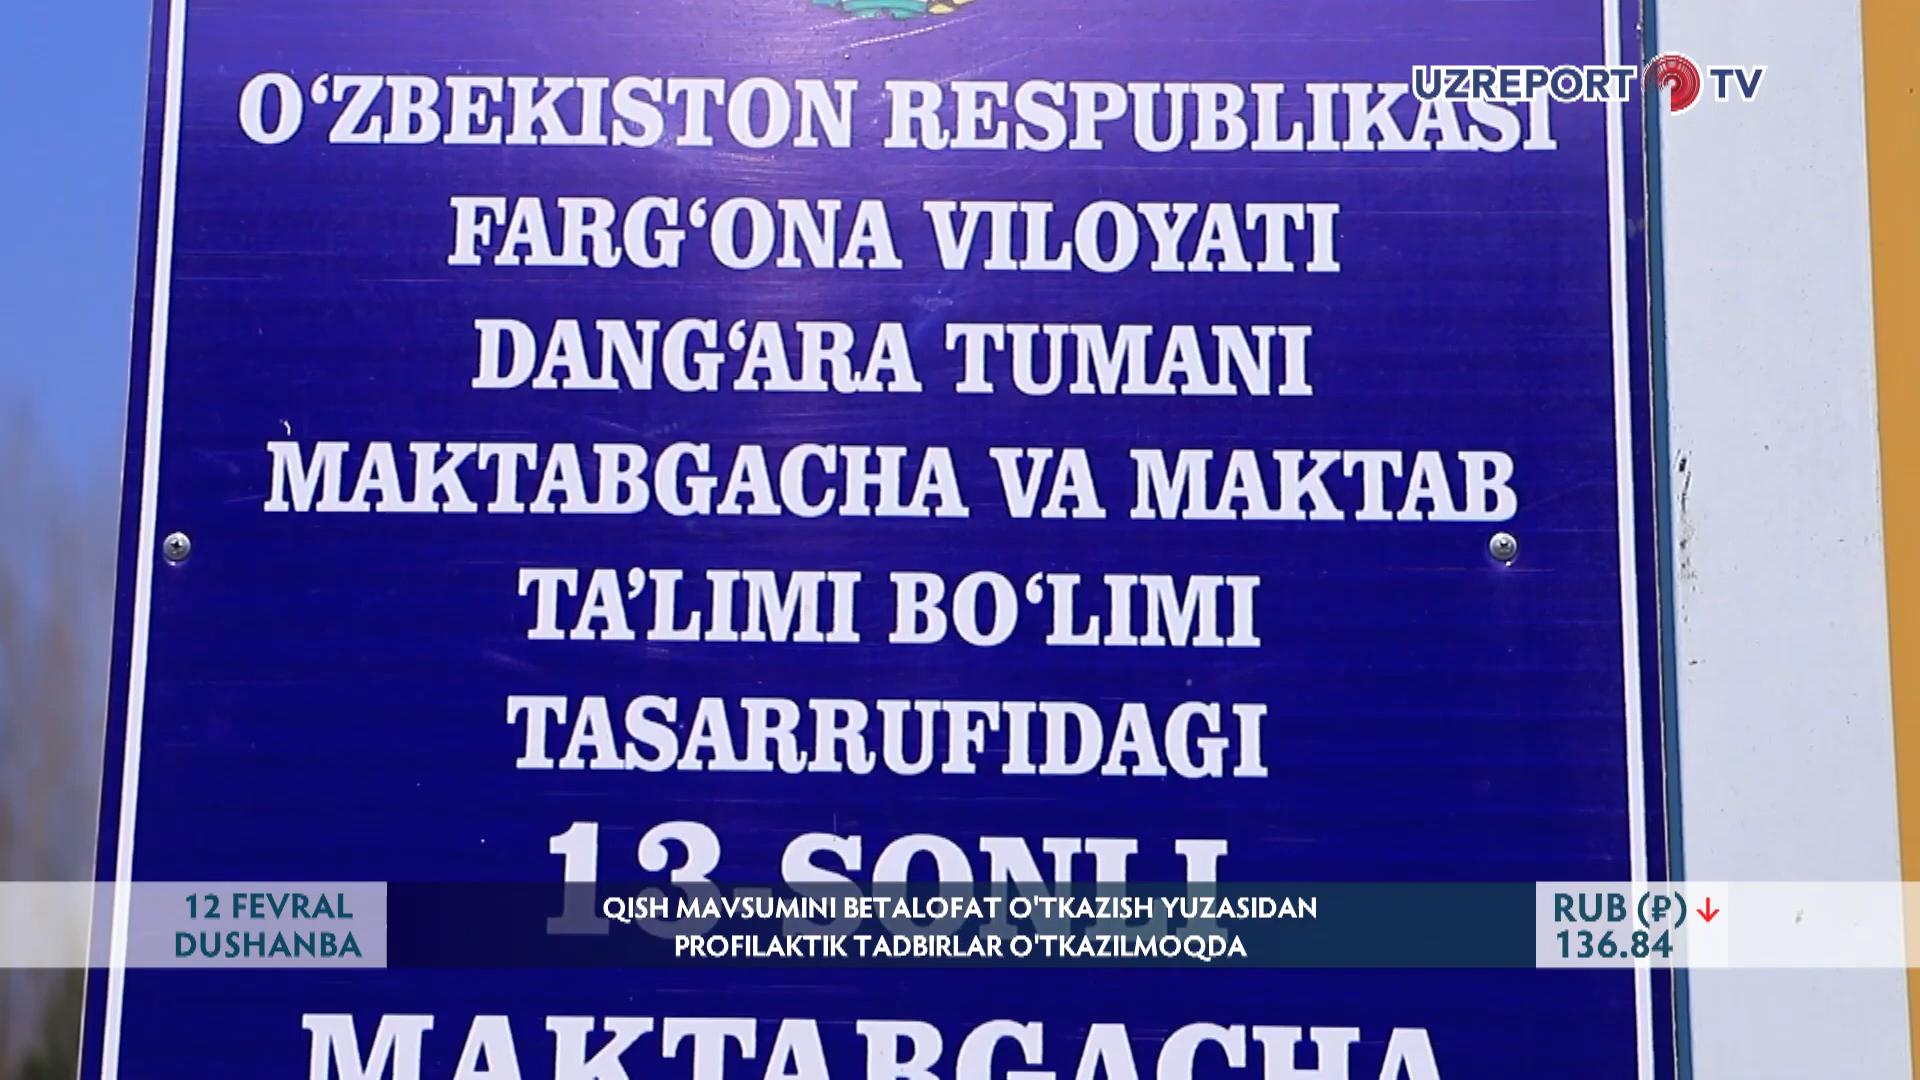 UZREPORT TV
O‘ZBEKISTON RESPUBLIKASI
FARG‘ONA VILOYATI
DANG‘ARA TUMANI
MAKTABGACHA VA MAKTAB
TA’LIMI BO‘LIMI
TASARRUFIDAGI
13-SONLI
12 FEVRAL
DUSHANBA
QISH MAVSUMINI BETALOFAT O'TKAZISH YUZASIDAN
PROFILAKTIK TADBIRLAR O'TKAZILMOQDA
RUB (₽) ↓
136.84
MAKTABGACHA